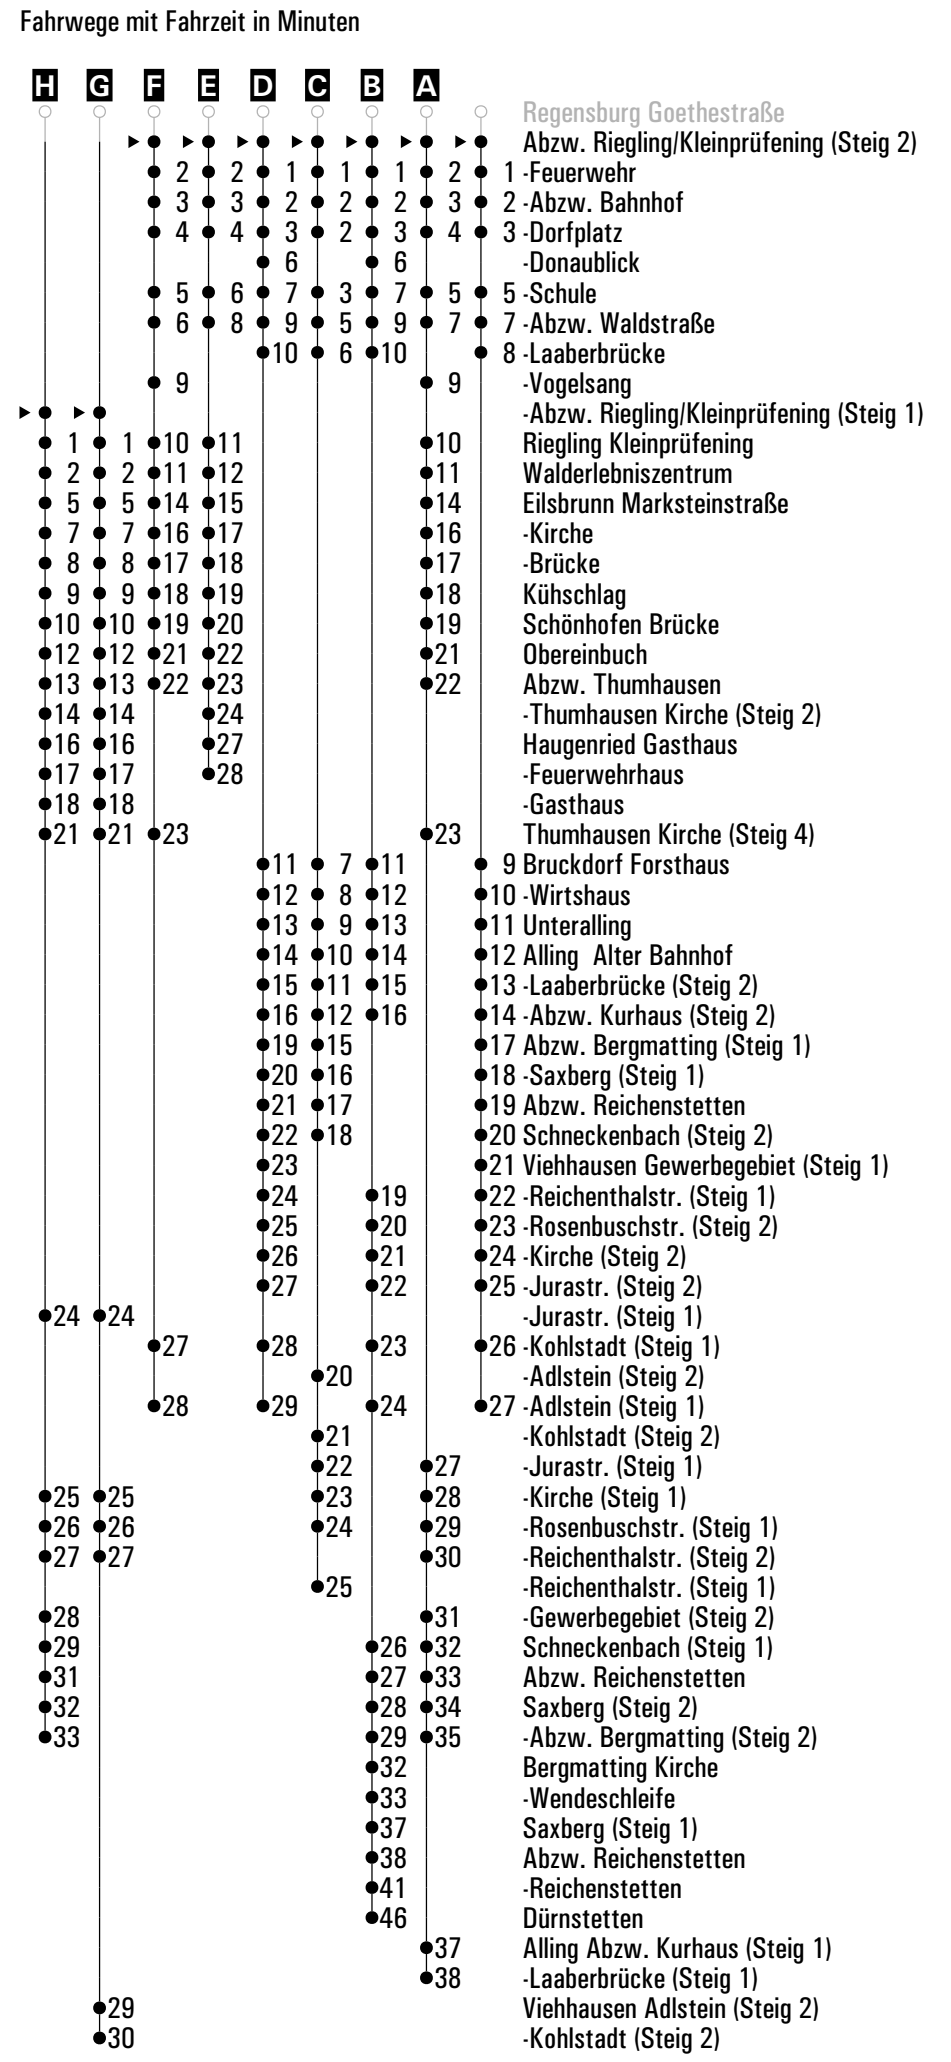 Fahrwege mit Fahrzeit in Minuten
H G F E D C B A
Regensburg Goethestraße
Abzw. Riegling/Kleinprüfening (Steig 2)
2 2 1 1 1 2 1 -Feuerwehr
3 3 2 2 2 3 2 -Abzw. Bahnhof
4 4 3 2 3 4 3 -Dorfplatz
6 6 -Donaublick
5 6 7 3 7 5 5 -Schule
6 8 9 5 9 7 7 -Abzw. Waldstraße
10 6 10 8 -Laaberbrücke
9 9 -Vogelsang
-Abzw. Riegling/Kleinprüfening (Steig 1)
1 1 10 11 10 Riegling Kleinprüfening
2 2 11 12 11 Walderlebniszentrum
5 5 14 15 14 Eilsbrunn Marksteinstraße
7 7 16 17 16 -Kirche
8 8 17 18 17 -Brücke
9 9 18 19 18 Kühschlag
10 10 19 20 19 Schönhofen Brücke
12 12 21 22 21 Obereinbuch
13 13 22 23 22 Abzw. Thumhausen
14 14 24 -Thumhausen Kirche (Steig 2)
16 16 27 Haugenried Gasthaus
17 17 28 -Feuerwehrhaus
18 18 -Gasthaus
21 21 23 23 Thumhausen Kirche (Steig 4)
11 7 11 9 Bruckdorf Forsthaus
12 8 12 10 -Wirtshaus
13 9 13 11 Unteralling
14 10 14 12 Alling Alter Bahnhof
15 11 15 13 -Laaberbrücke (Steig 2)
16 12 16 14 -Abzw. Kurhaus (Steig 2)
19 15 17 Abzw. Bergmatting (Steig 1)
20 16 18 -Saxberg (Steig 1)
21 17 19 Abzw. Reichenstetten
22 18 20 Schneckenbach (Steig 2)
23 21 Viehhausen Gewerbegebiet (Steig 1)
24 19 22 -Reichenthalstr. (Steig 1)
25 20 23 -Rosenbuschstr. (Steig 2)
26 21 24 -Kirche (Steig 2)
27 22 25 -Jurastr. (Steig 2)
24 24 -Jurastr. (Steig 1)
27 28 23 26 -Kohlstadt (Steig 1)
20 -Adlstein (Steig 2)
28 29 24 27 -Adlstein (Steig 1)
21 -Kohlstadt (Steig 2)
22 27 -Jurastr. (Steig 1)
25 25 23 28 -Kirche (Steig 1)
26 26 24 29 -Rosenbuschstr. (Steig 1)
27 27 30 -Reichenthalstr. (Steig 2)
25 -Reichenthalstr. (Steig 1)
28 31 -Gewerbegebiet (Steig 2)
29 26 32 Schneckenbach (Steig 1)
31 27 33 Abzw. Reichenstetten
32 28 34 Saxberg (Steig 2)
33 29 35 -Abzw. Bergmatting (Steig 2)
32 Bergmatting Kirche
33 -Wendeschleife
37 Saxberg (Steig 1)
38 Abzw. Reichenstetten
41 -Reichenstetten
46 Dürnstetten
37 Alling Abzw. Kurhaus (Steig 1)
38 -Laaberbrücke (Steig 1)
29 Viehhausen Adlstein (Steig 2)
30 -Kohlstadt (Steig 2)